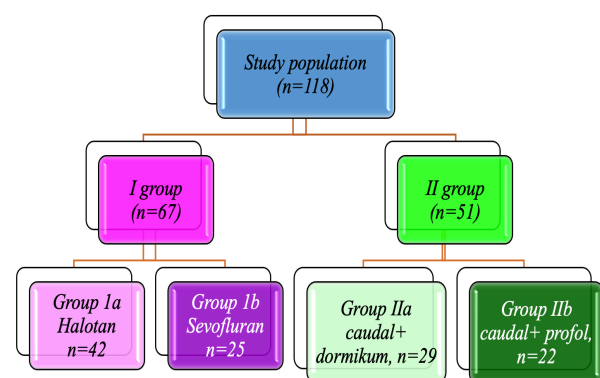 Study population
(n=118)
I group
(n=67)
II group
(n=51)
Group 1a
Halotan
n=42
Group 1b
Sevofluran
n=25
Group IIa
caudal+
dormikum, n=29
Group IIb
caudal+ profol,
n=22